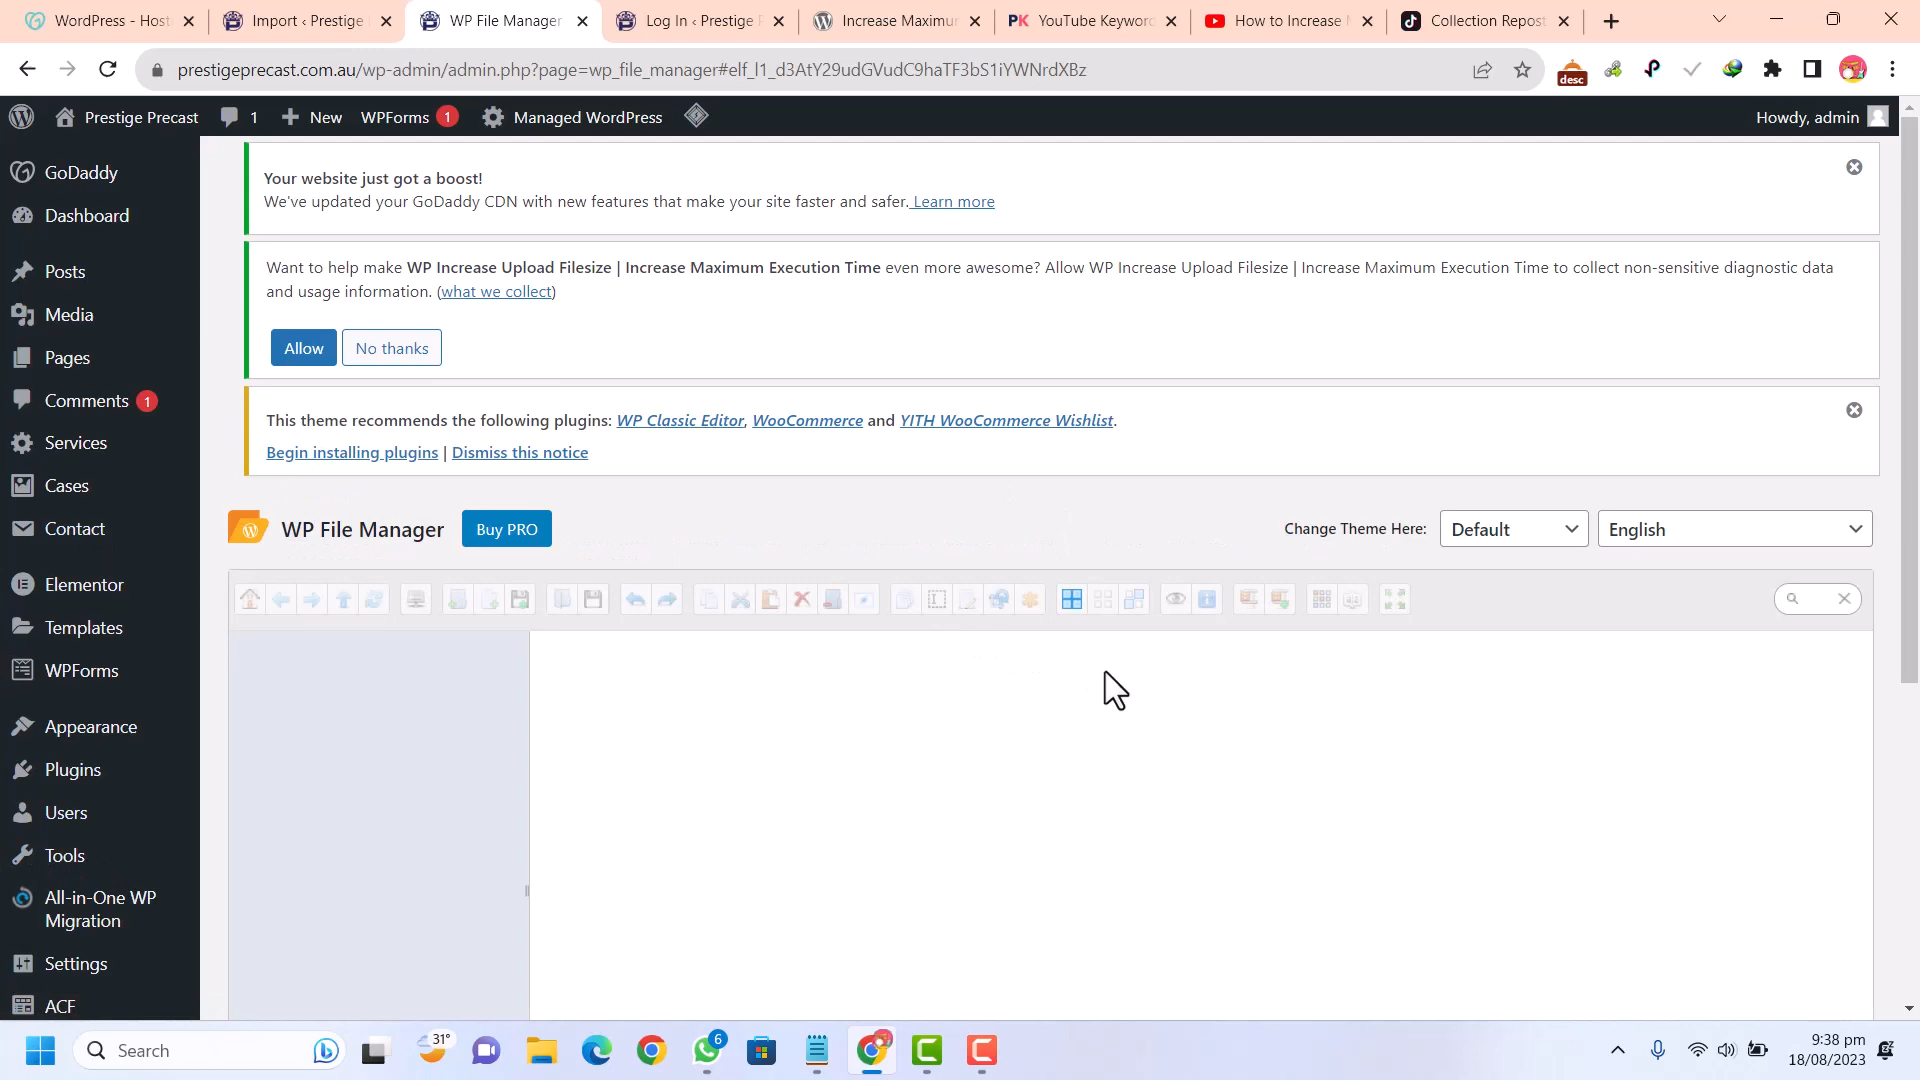 WordPress - Host
Import ‹ Prestige
WP File Manager
Log In ‹ Prestige P
Increase Maximum
PK YouTube Keyword
How to Increase
Collection Repost
prestigeprecast.com.au/wp-admin/admin.php?page=wp_file_manager#elf_l1_d3AtY29udGVudC9haTF3bS1iYWNrdXBz
desc
Prestige Precast 1 New WPForms 1 Managed WordPress Howdy, admin
GoDaddy
Dashboard
Posts
Media
Pages
Comments 1
Services
Cases
Contact
Elementor
Templates
WPForms
Appearance
Plugins
Users
Tools
All-in-One WP
Migration
Settings
ACF
Your website just got a boost!
We've updated your GoDaddy CDN with new features that make your site faster and safer. Learn more
Want to help make WP Increase Upload Filesize | Increase Maximum Execution Time even more awesome? Allow WP Increase Upload Filesize | Increase Maximum Execution Time to collect non-sensitive diagnostic data
and usage information. (what we collect)
Allow No thanks
This theme recommends the following plugins: WP Classic Editor, WooCommerce and YITH WooCommerce Wishlist.
Begin installing plugins | Dismiss this notice
WP File Manager Buy PRO Change Theme Here: Default English
Search
31°
6
9:38 pm
18/08/2023